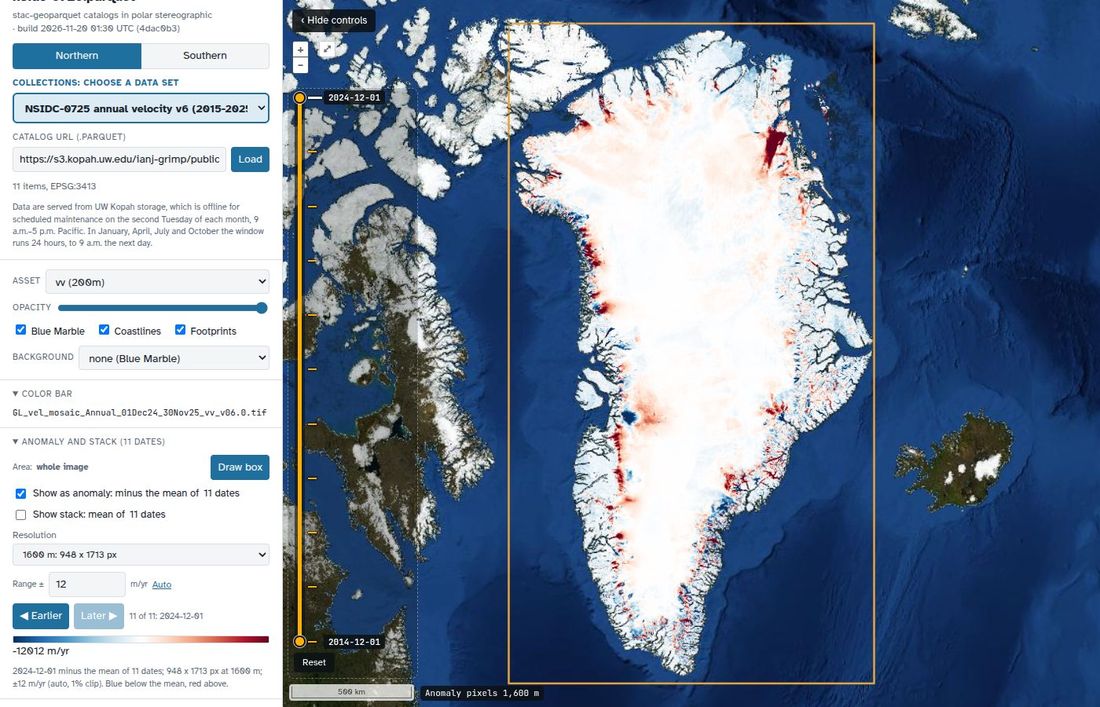 stac-geoparquet catalogs in polar stereographic
- build 2026-11-20 01:30 UTC (4dac0b3)
Northern
Southern
COLLECTIONS: CHOOSE A DATA SET
NSIDC-0725 annual velocity v6 (2015-2025
CATALOG URL (.PARQUET)
https://s3.kopah.uw.edu/ianj-grimp/public
Load
11 items, EPSG:3413
Data are served from UW Kopah storage, which is offline for
scheduled maintenance on the second Tuesday of each month, 9
a.m.–5 p.m. Pacific. In January, April, July and October the window
runs 24 hours, to 9 a.m. the next day.
ASSET
vv (200m)
OPACITY
Blue Marble
Coastlines
Footprints
BACKGROUND
none (Blue Marble)
▼ COLOR BAR
GL_vel_mosaic_Annual_01Dec24_30Nov25_vv_v06.0.tif
▼ ANOMALY AND STACK (11 DATES)
Area: whole image
Draw box
Show as anomaly: minus the mean of 11 dates
Show stack: mean of 11 dates
Resolution
1600 m: 948 x 1713 px
Range ±
12
m/yr
Auto
◀ Earlier
Later ▶
11 of 11: 2024-12-01
-12012 m/yr
2024-12-01 minus the mean of 11 dates; 948 x 1713 px at 1600 m;
±12 m/yr (auto, 1% clip). Blue below the mean, red above.
‹ Hide controls
+
−
2024-12-01
2014-12-01
Reset
500 km
Anomaly pixels 1,600 m